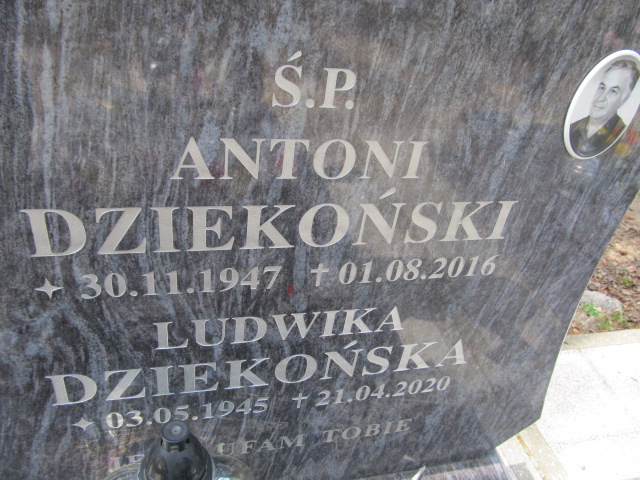 Ś.P.
ANTONI
DZIEKOŃSKI
✦ 30.11.1947 † 01.08.2016
LUDWIKA
DZIEKOŃSKA
✦ 03.05.1945 † 21.04.2020
UFAM TOBIE